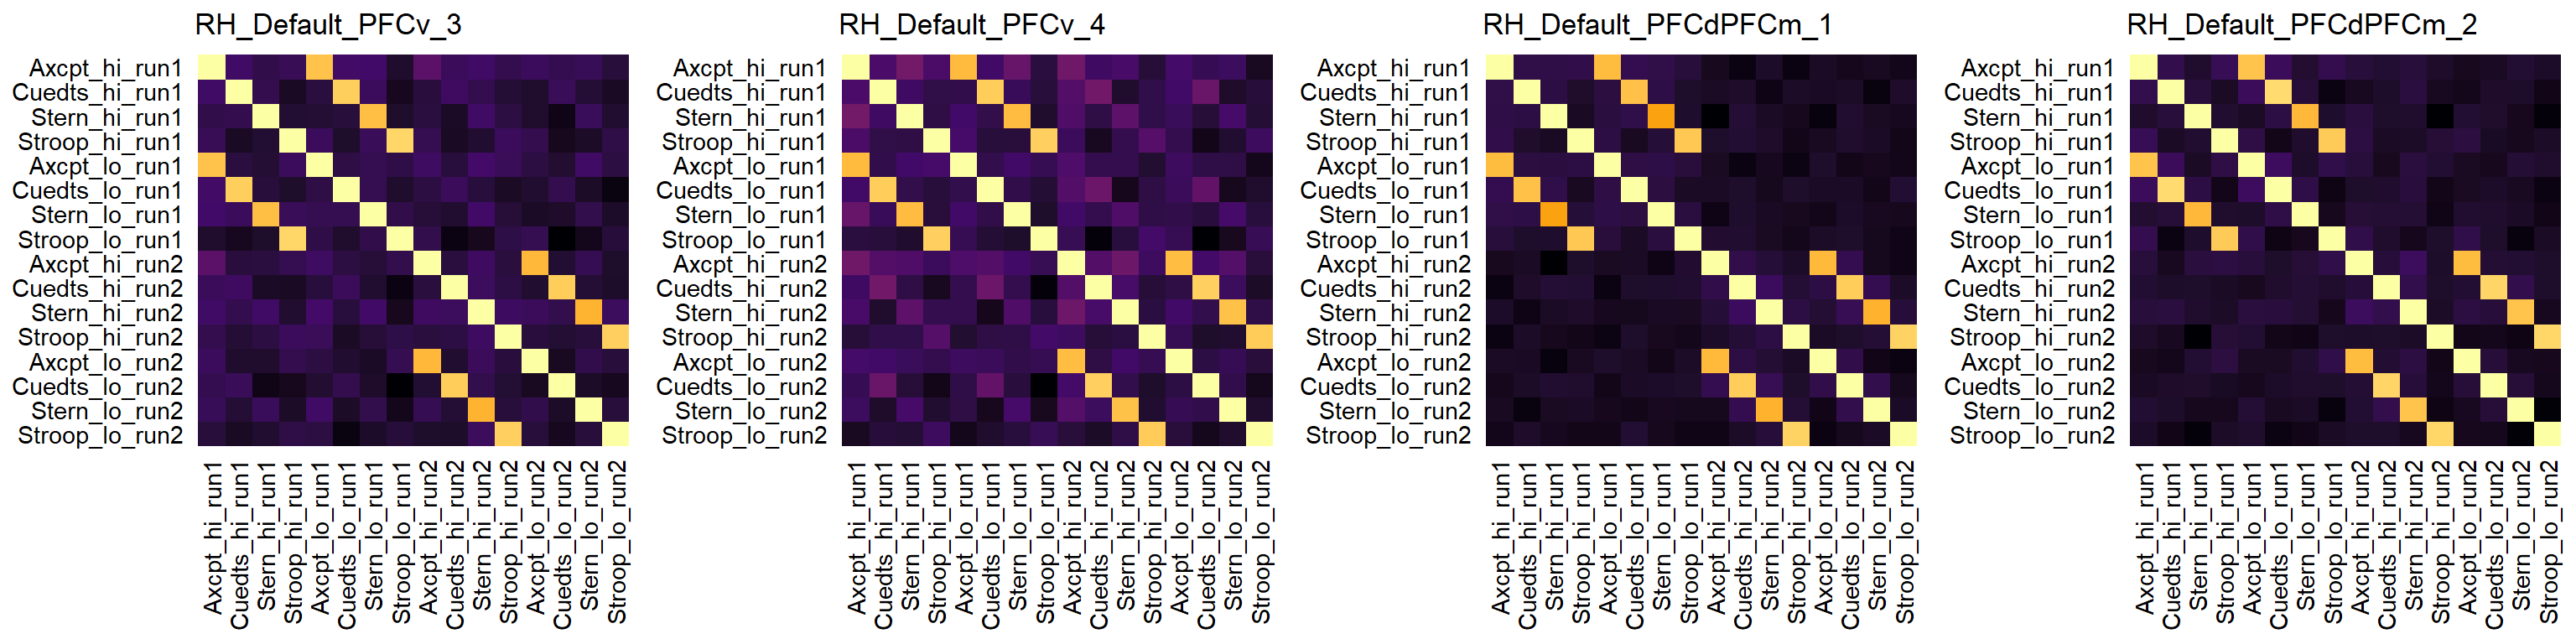 RH_Default_PFCv_3
Axcpt_hi_run1
Cuedts_hi_run1
Stern_hi_run1
Stroop_hi_run1
Axcpt_lo_run1
Cuedts_lo_run1
Stern_lo_run1
Stroop_lo_run1
Axcpt_hi_run2
Cuedts_hi_run2
Stern_hi_run2
Stroop_hi_run2
Axcpt_lo_run2
Cuedts_lo_run2
Stern_lo_run2
Stroop_lo_run2
Axcpt_hi_run1
Cuedts_hi_run1
Stern_hi_run1
Stroop_hi_run1
Axcpt_lo_run1
Cuedts_lo_run1
Stern_lo_run1
Stroop_lo_run1
Axcpt_hi_run2
Cuedts_hi_run2
Stern_hi_run2
Stroop_hi_run2
Axcpt_lo_run2
Cuedts_lo_run2
Stern_lo_run2
Stroop_lo_run2
RH_Default_PFCv_4
Axcpt_hi_run1
Cuedts_hi_run1
Stern_hi_run1
Stroop_hi_run1
Axcpt_lo_run1
Cuedts_lo_run1
Stern_lo_run1
Stroop_lo_run1
Axcpt_hi_run2
Cuedts_hi_run2
Stern_hi_run2
Stroop_hi_run2
Axcpt_lo_run2
Cuedts_lo_run2
Stern_lo_run2
Stroop_lo_run2
Axcpt_hi_run1
Cuedts_hi_run1
Stern_hi_run1
Stroop_hi_run1
Axcpt_lo_run1
Cuedts_lo_run1
Stern_lo_run1
Stroop_lo_run1
Axcpt_hi_run2
Cuedts_hi_run2
Stern_hi_run2
Stroop_hi_run2
Axcpt_lo_run2
Cuedts_lo_run2
Stern_lo_run2
Stroop_lo_run2
RH_Default_PFCdPFCm_1
Axcpt_hi_run1
Cuedts_hi_run1
Stern_hi_run1
Stroop_hi_run1
Axcpt_lo_run1
Cuedts_lo_run1
Stern_lo_run1
Stroop_lo_run1
Axcpt_hi_run2
Cuedts_hi_run2
Stern_hi_run2
Stroop_hi_run2
Axcpt_lo_run2
Cuedts_lo_run2
Stern_lo_run2
Stroop_lo_run2
Axcpt_hi_run1
Cuedts_hi_run1
Stern_hi_run1
Stroop_hi_run1
Axcpt_lo_run1
Cuedts_lo_run1
Stern_lo_run1
Stroop_lo_run1
Axcpt_hi_run2
Cuedts_hi_run2
Stern_hi_run2
Stroop_hi_run2
Axcpt_lo_run2
Cuedts_lo_run2
Stern_lo_run2
Stroop_lo_run2
RH_Default_PFCdPFCm_2
Axcpt_hi_run1
Cuedts_hi_run1
Stern_hi_run1
Stroop_hi_run1
Axcpt_lo_run1
Cuedts_lo_run1
Stern_lo_run1
Stroop_lo_run1
Axcpt_hi_run2
Cuedts_hi_run2
Stern_hi_run2
Stroop_hi_run2
Axcpt_lo_run2
Cuedts_lo_run2
Stern_lo_run2
Stroop_lo_run2
Axcpt_hi_run1
Cuedts_hi_run1
Stern_hi_run1
Stroop_hi_run1
Axcpt_lo_run1
Cuedts_lo_run1
Stern_lo_run1
Stroop_lo_run1
Axcpt_hi_run2
Cuedts_hi_run2
Stern_hi_run2
Stroop_hi_run2
Axcpt_lo_run2
Cuedts_lo_run2
Stern_lo_run2
Stroop_lo_run2